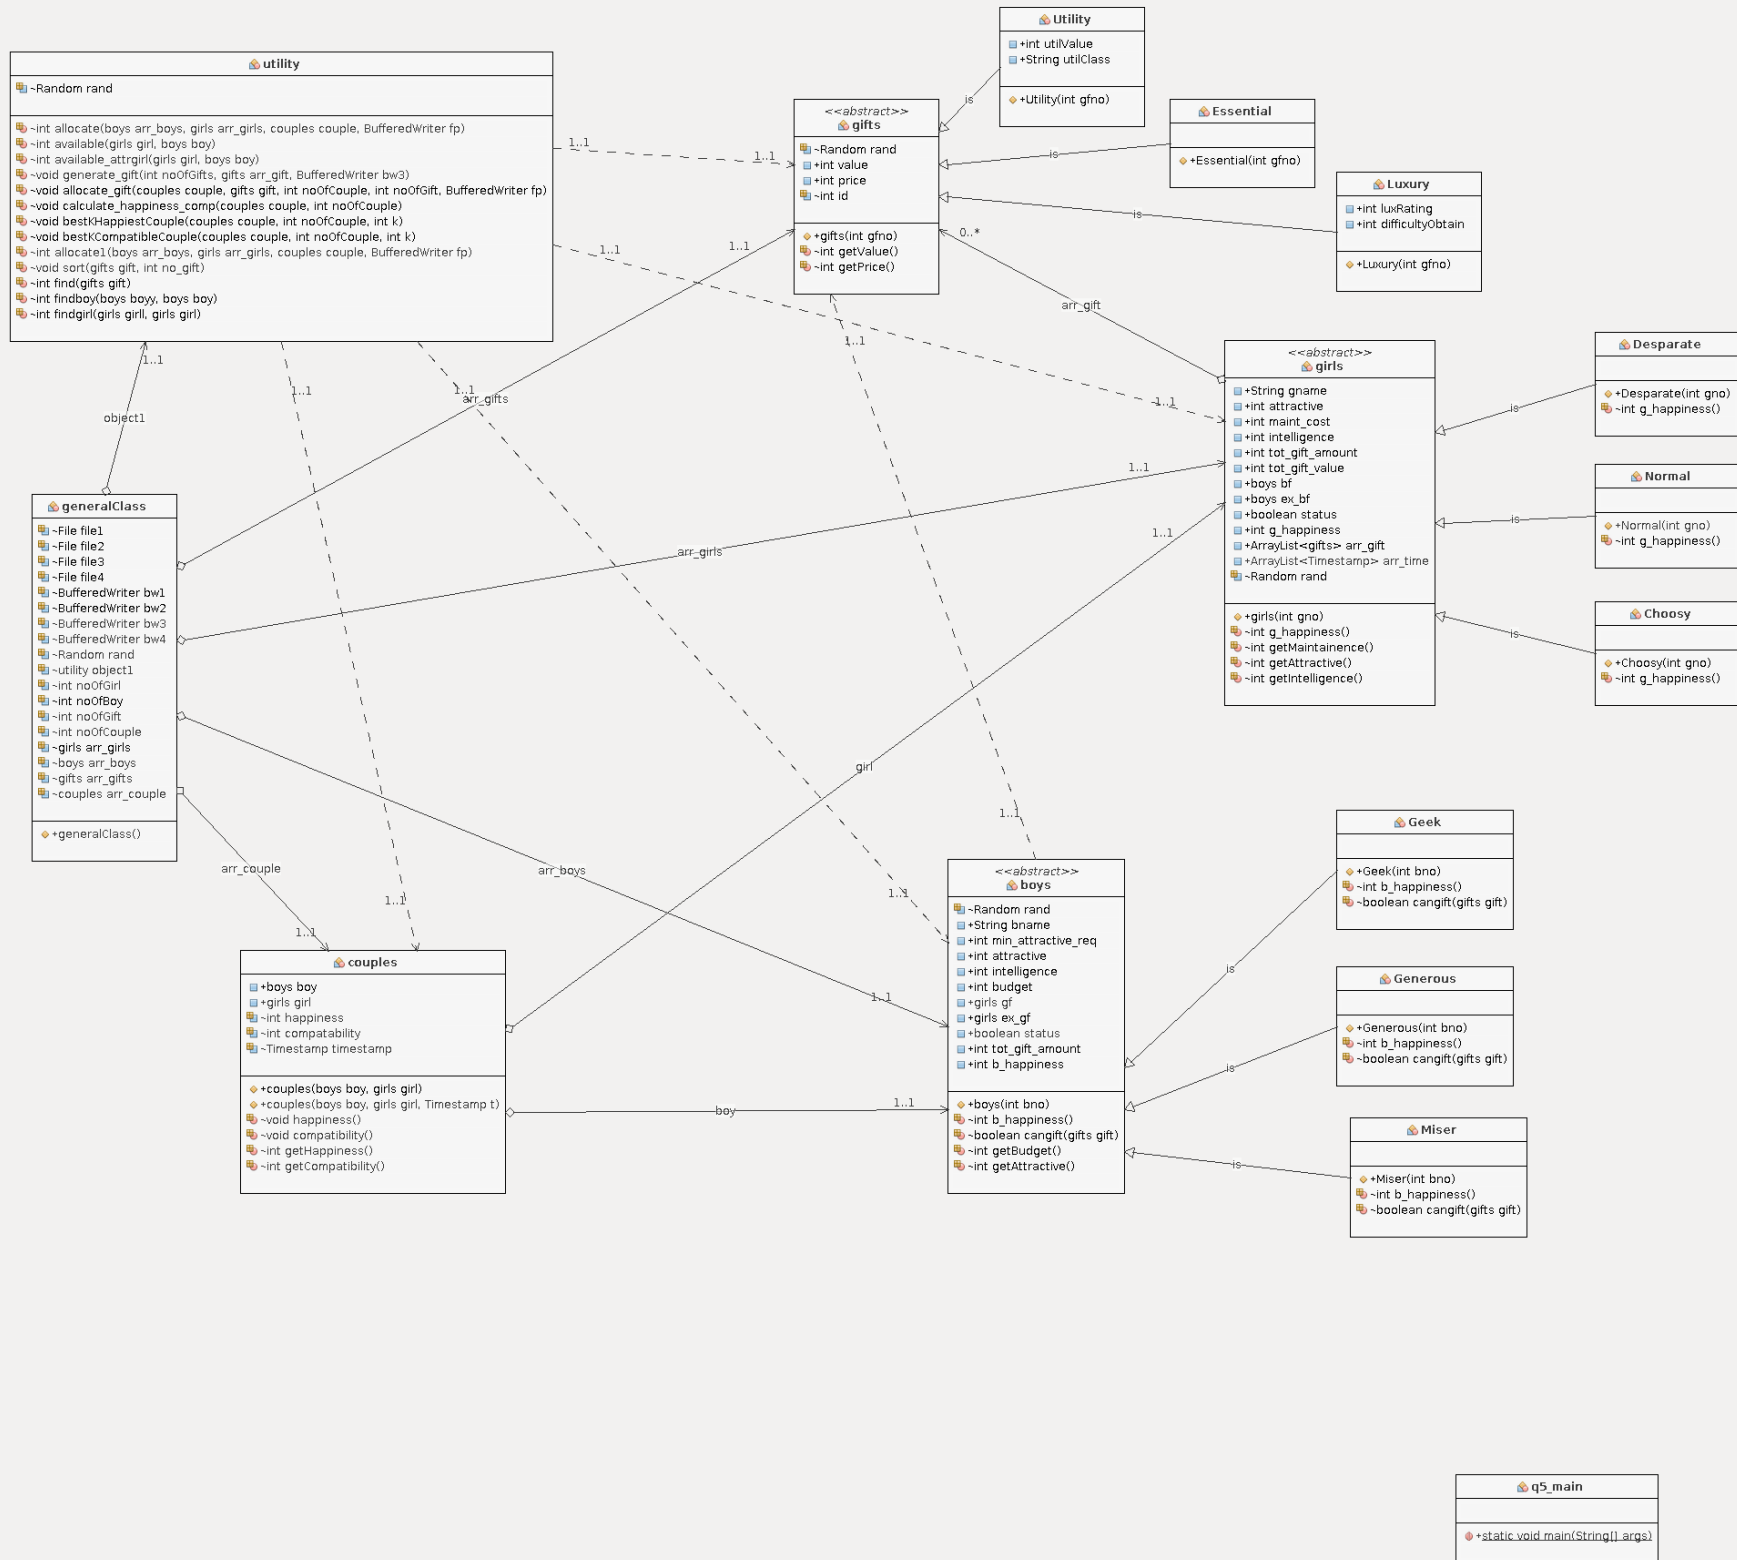 utility
~Random rand
~int allocate(boys arr_boys, girls arr_girls, couples couple, BufferedWriter fp)
~int available(girls girl, boys boy)
~int available_attrgirl(girls girl, boys boy)
~void generate_gift(int noOfGifts, gifts arr_gift, BufferedWriter bw3)
~void allocate_gift(couples couple, gifts gift, int noOfCouple, int noOfGift, BufferedWriter fp)
~void calculate_happiness_comp(couples couple, int noOfCouple)
~void bestKHappiestCouple(couples couple, int noOfCouple, int k)
~void bestKCompatibleCouple(couples couple, int noOfCouple, int k)
~int allocate1(boys arr_boys, girls arr_girls, couples couple, BufferedWriter fp)
~void sort(gifts gift, int no_gift)
~int find(gifts gift)
~int findboy(boys boyy, boys boy)
~int findgirl(girls girll, girls girl)
Utility
+int utilValue
+String utilClass
+Utility(int gfno)
<<abstract>>
gifts
~Random rand
+int value
+int price
~int id
+gifts(int gfno)
~int getValue()
~int getPrice()
Essential
+Essential(int gfno)
Luxury
+int luxRating
+int difficultyObtain
+Luxury(int gfno)
is
is
is
1..1
1..1
1..1
1..1
0..*
arr_gift
1..1
1..1
1..1
1..1
arr_gifts
1..1
object1
<<abstract>>
girls
+String gname
+int attractive
+int maint_cost
+int intelligence
+int tot_gift_amount
+int tot_gift_value
+boys bf
+boys ex_bf
+boolean status
+int g_happiness
+ArrayList<gifts> arr_gift
+ArrayList<Timestamp> arr_time
~Random rand
+girls(int gno)
~int g_happiness()
~int getMaintainence()
~int getAttractive()
~int getIntelligence()
Desparate
+Desparate(int gno)
~int g_happiness()
Normal
+Normal(int gno)
~int g_happiness()
Choosy
+Choosy(int gno)
~int g_happiness()
is
is
is
1..1
arr_girls
1..1
generalClass
~File file1
~File file2
~File file3
~File file4
~BufferedWriter bw1
~BufferedWriter bw2
~BufferedWriter bw3
~BufferedWriter bw4
~Random rand
~utility object1
~int noOfGirl
~int noOfBoy
~int noOfGift
~int noOfCouple
~girls arr_girls
~boys arr_boys
~gifts arr_gifts
~couples arr_couple
+generalClass()
girl
1..1
arr_couple
arr_boys
1..1
1..1
1..1
1..1
couples
+boys boy
+girls girl
~int happiness
~int compatability
~Timestamp timestamp
+couples(boys boy, girls girl)
+couples(boys boy, girls girl, Timestamp t)
~void happiness()
~void compatibility()
~int getHappiness()
~int getCompatibility()
boy
1..1
<<abstract>>
boys
~Random rand
+String bname
+int min_attractive_req
+int attractive
+int intelligence
+int budget
+girls gf
+girls ex_gf
+boolean status
+int tot_gift_amount
+int b_happiness
+boys(int bno)
~int b_happiness()
~boolean cangift(gifts gift)
~int getBudget()
~int getAttractive()
Geek
+Geek(int bno)
~int b_happiness()
~boolean cangift(gifts gift)
Generous
+Generous(int bno)
~int b_happiness()
~boolean cangift(gifts gift)
Miser
+Miser(int bno)
~int b_happiness()
~boolean cangift(gifts gift)
is
is
is
q5_main
+static void main(String[] args)